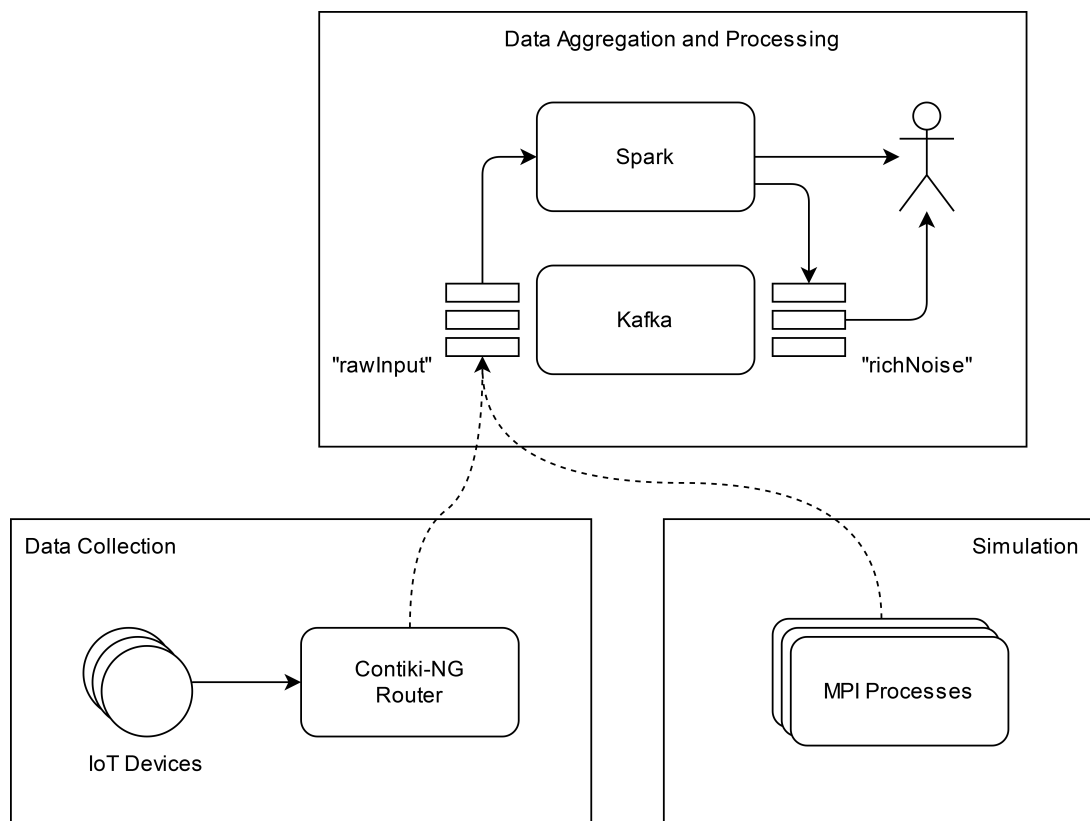 Data Aggregation and Processing
Spark
Kafka
"rawInput"
"richNoise"
Data Collection
Simulation
Contiki-NG
Router
MPI Processes
IoT Devices